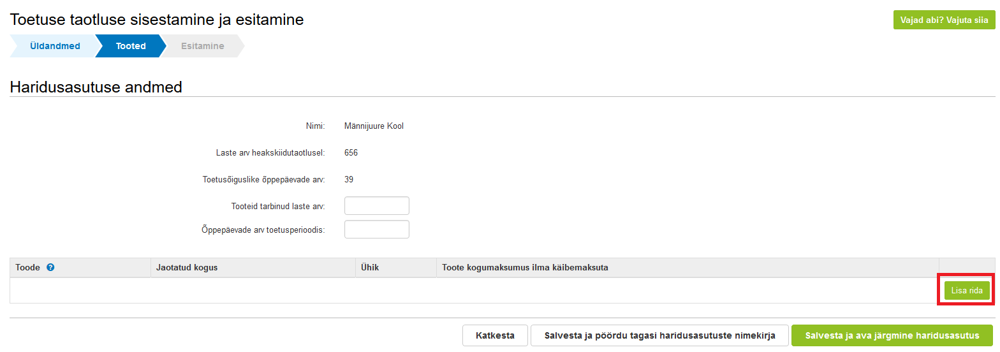 Toetuse taotluse sisestamine ja esitamine
Vajad abi? Vajuta siia
Üldandmed Tooted Esitamine
Haridusasutuse andmed
Nimi: Männijuure Kool
Laste arv heakskiidutaotlusel: 656
Toetusõiguslike õppepäevade arv: 39
Tooteid tarbinud laste arv:
Õppepäevade arv toetusperioodis:
Toode ? Jaotatud kogus Ühik Toote kogumaksumus ilma käibemaksuta
Lisa rida
Katkesta Salvesta ja pöördu tagasi haridusasutuste nimekirja Salvesta ja ava järgmine haridusasutus